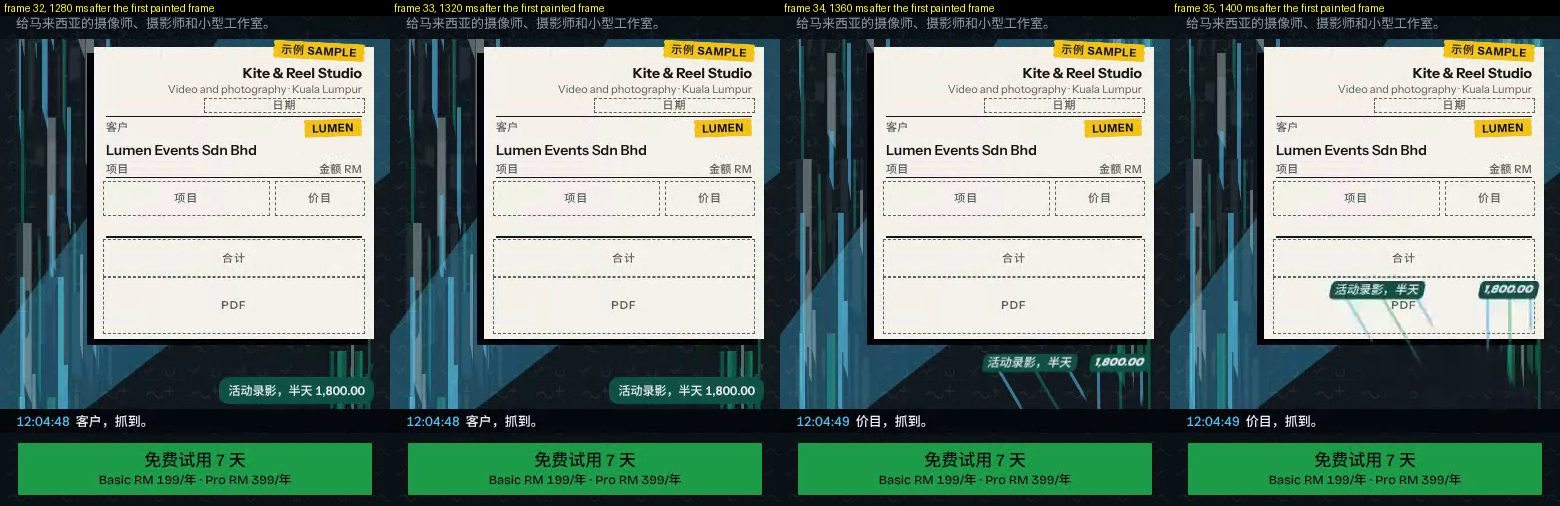 frame 32, 1280 ms after the first painted frame
给马来西亚的摄像师、摄影师和小型工作室。
示例 SAMPLE
Kite & Reel Studio
Video and photography · Kuala Lumpur
日期
客户
LUMEN
Lumen Events Sdn Bhd
项目 金额 RM
项目 价目
合计
PDF
活动录影，半天 1,800.00
12:04:48 客户，抓到。
免费试用 7 天
Basic RM 199/年 · Pro RM 399/年
frame 33, 1320 ms after the first painted frame
给马来西亚的摄像师、摄影师和小型工作室。
示例 SAMPLE
Kite & Reel Studio
Video and photography · Kuala Lumpur
日期
客户
LUMEN
Lumen Events Sdn Bhd
项目 金额 RM
项目 价目
合计
PDF
活动录影，半天 1,800.00
12:04:48 客户，抓到。
免费试用 7 天
Basic RM 199/年 · Pro RM 399/年
frame 34, 1360 ms after the first painted frame
给马来西亚的摄像师、摄影师和小型工作室。
示例 SAMPLE
Kite & Reel Studio
Video and photography · Kuala Lumpur
日期
客户
LUMEN
Lumen Events Sdn Bhd
项目 金额 RM
项目 价目
合计
PDF
活动录影，半天 1,800.00
12:04:49 价目，抓到。
免费试用 7 天
Basic RM 199/年 · Pro RM 399/年
frame 35, 1400 ms after the first painted frame
给马来西亚的摄像师、摄影师和小型工作室。
示例 SAMPLE
Kite & Reel Studio
Video and photography · Kuala Lumpur
日期
客户
LUMEN
Lumen Events Sdn Bhd
项目 金额 RM
项目 价目
合计
活动录影，半天 1,800.00
PDF
12:04:49 价目，抓到。
免费试用 7 天
Basic RM 199/年 · Pro RM 399/年